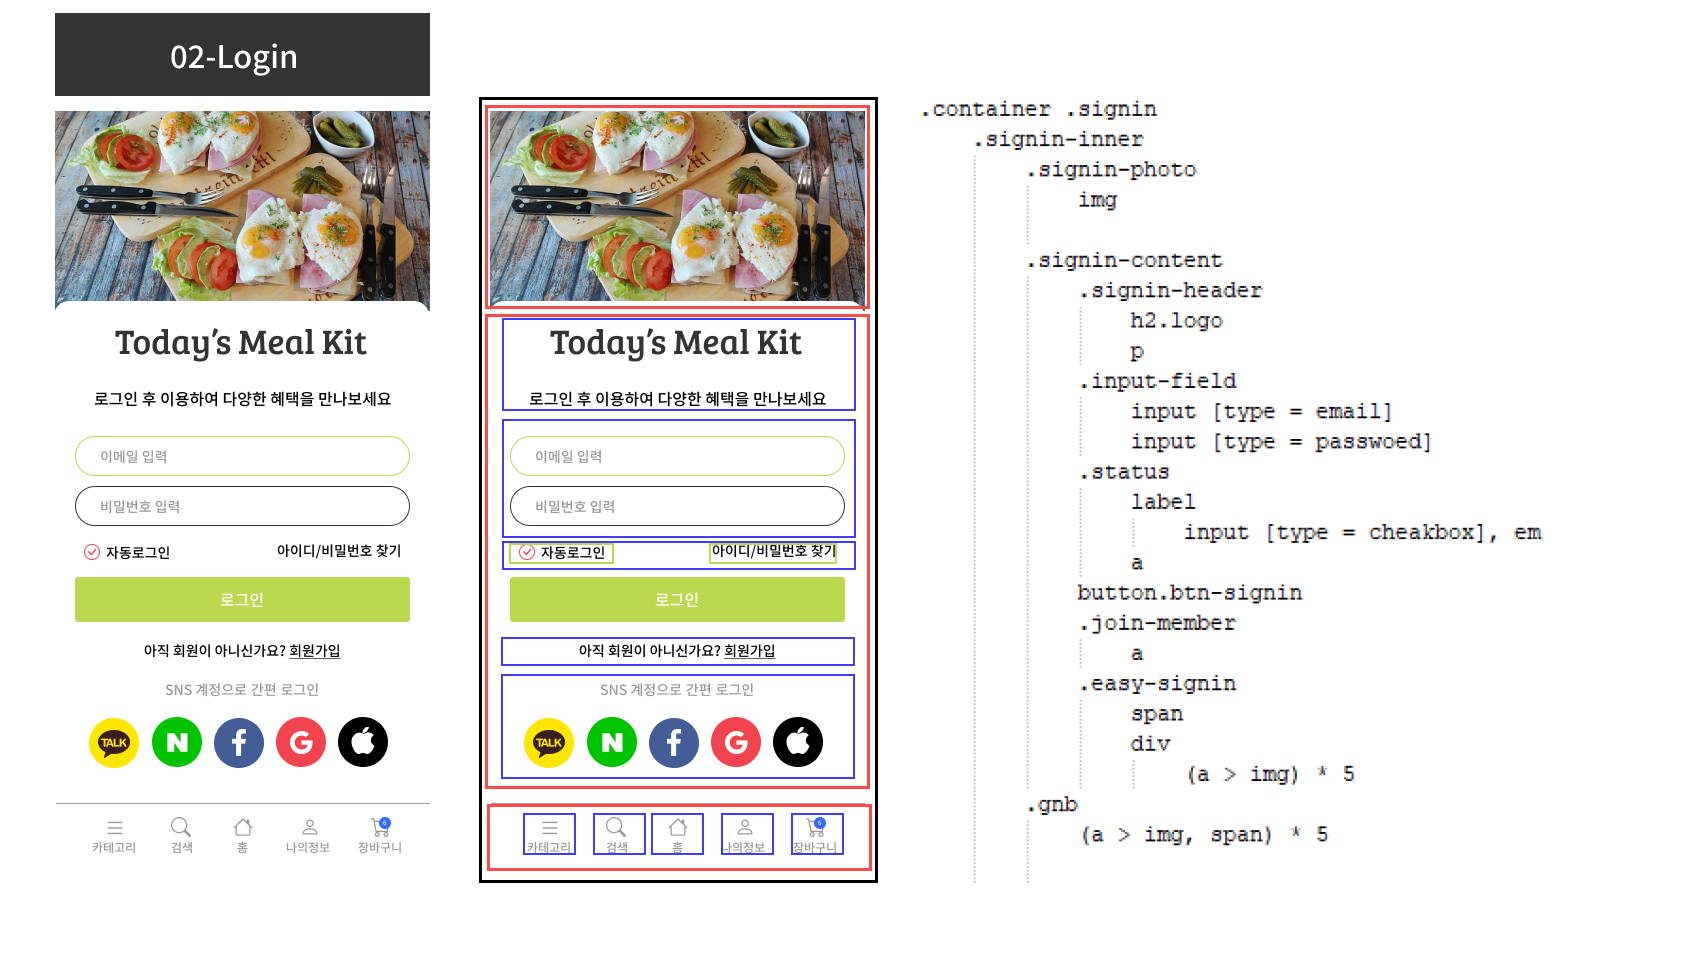 02-Login
Today's Meal Kit
로그인 후 이용하여 다양한 혜택을 만나보세요
이메일 입력
비밀번호 입력
자동로그인 아이디/비밀번호 찾기
로그인
아직 회원이 아니신가요? 회원가입
SNS 계정으로 간편 로그인
TALK N f G
6
카테고리 검색 홈 나의정보 장바구니
Today's Meal Kit
로그인 후 이용하여 다양한 혜택을 만나보세요
이메일 입력
비밀번호 입력
자동로그인 아이디/비밀번호 찾기
로그인
아직 회원이 아니신가요? 회원가입
SNS 계정으로 간편 로그인
TALK N f G
6
카테고리 검색 홈 나의정보 장바구니
.container .signin
.signin-inner
.signin-photo
img
.signin-content
.signin-header
h2.logo
p
.input-field
input [type = email]
input [type = passwoed]
.status
label
input [type = cheakbox], em
a
button.btn-signin
.join-member
a
.easy-signin
span
div
(a > img) * 5
.gnb
(a > img, span) * 5